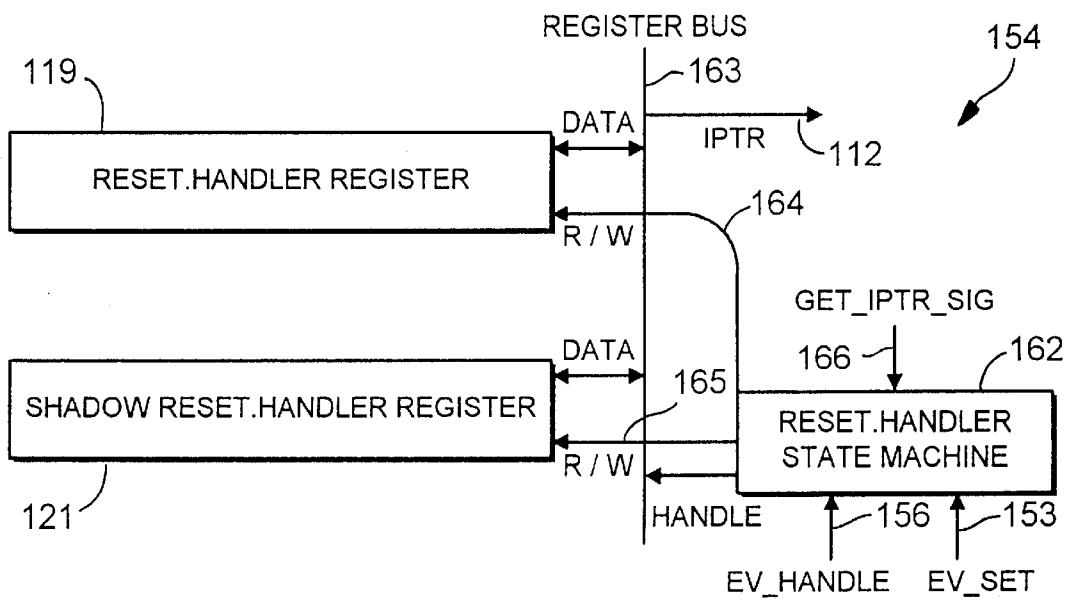 REGISTER BUS
119
163
154
DATA
IPTR
112
RESET.HANDLER REGISTER
R / W
164
GET_IPTR_SIG
DATA
166
162
165
SHADOW RESET.HANDLER REGISTER
RESET.HANDLER
STATE MACHINE
R / W
121
HANDLE
156
153
EV_HANDLE
EV_SET